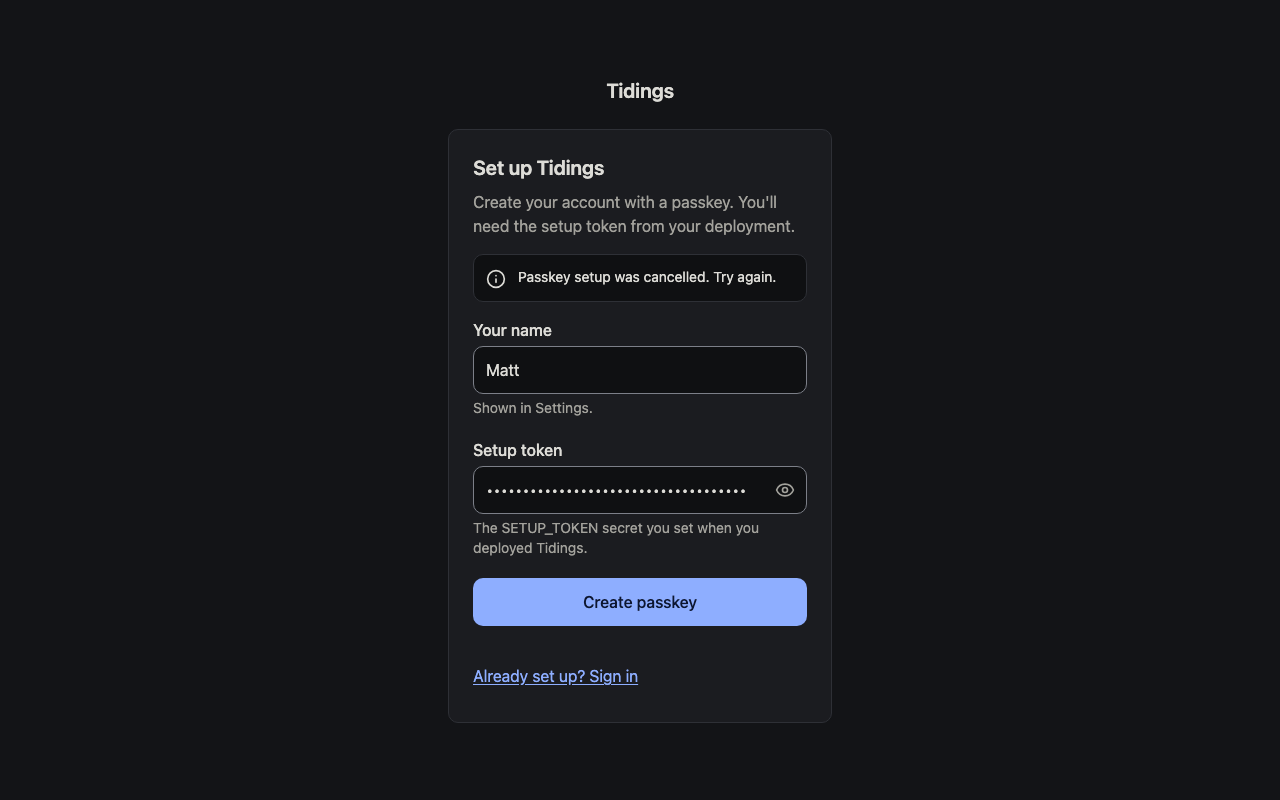 Tidings
Set up Tidings
Create your account with a passkey. You'll
need the setup token from your deployment.
Passkey setup was cancelled. Try again.
Your name
Matt
Shown in Settings.
Setup token
••••••••••••••••••••••••••••••••••••
The SETUP_TOKEN secret you set when you
deployed Tidings.
Create passkey
Already set up? Sign in